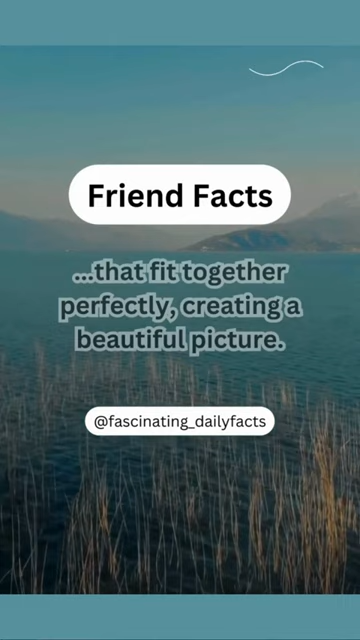 Friend Facts
...that fit together
perfectly, creating a
beautiful picture.
@fascinating_dailyfacts